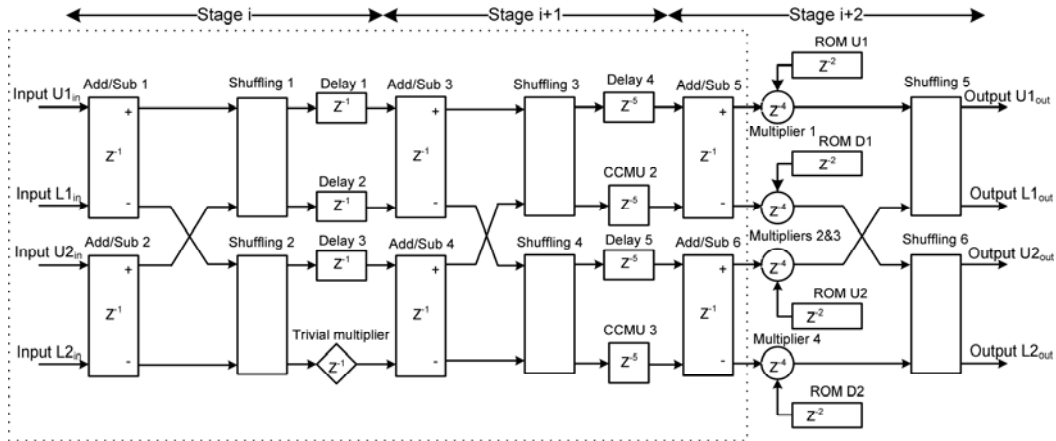 Stage i Stage i+1 Stage i+2
ROM U1
Z-2
Add/Sub 1 Shuffling 1 Delay 1 Add/Sub 3 Shuffling 3 Delay 4 Add/Sub 5
Input U1in + Z-1 + Z-5 + Z-4 Shuffling 5 Output U1out
Multiplier 1
ROM D1
Z-1 Z-1 Z-1 Z-2
Delay 2 CCMU 2
Input L1in - Z-1 - Z-5 - Z-4 Output L1out
Add/Sub 2 Shuffling 2 Delay 3 Add/Sub 4 Shuffling 4 Delay 5 Add/Sub 6 Multipliers 2&3 Shuffling 6
Input U2in + Z-1 + Z-5 + Z-4 Output U2out
ROM U2
Z-1 Z-1 Z-1 Z-2
Trivial multiplier CCMU 3 Multiplier 4
Input L2in - Z-1 - Z-5 - Z-4 Output L2out
ROM D2
Z-2